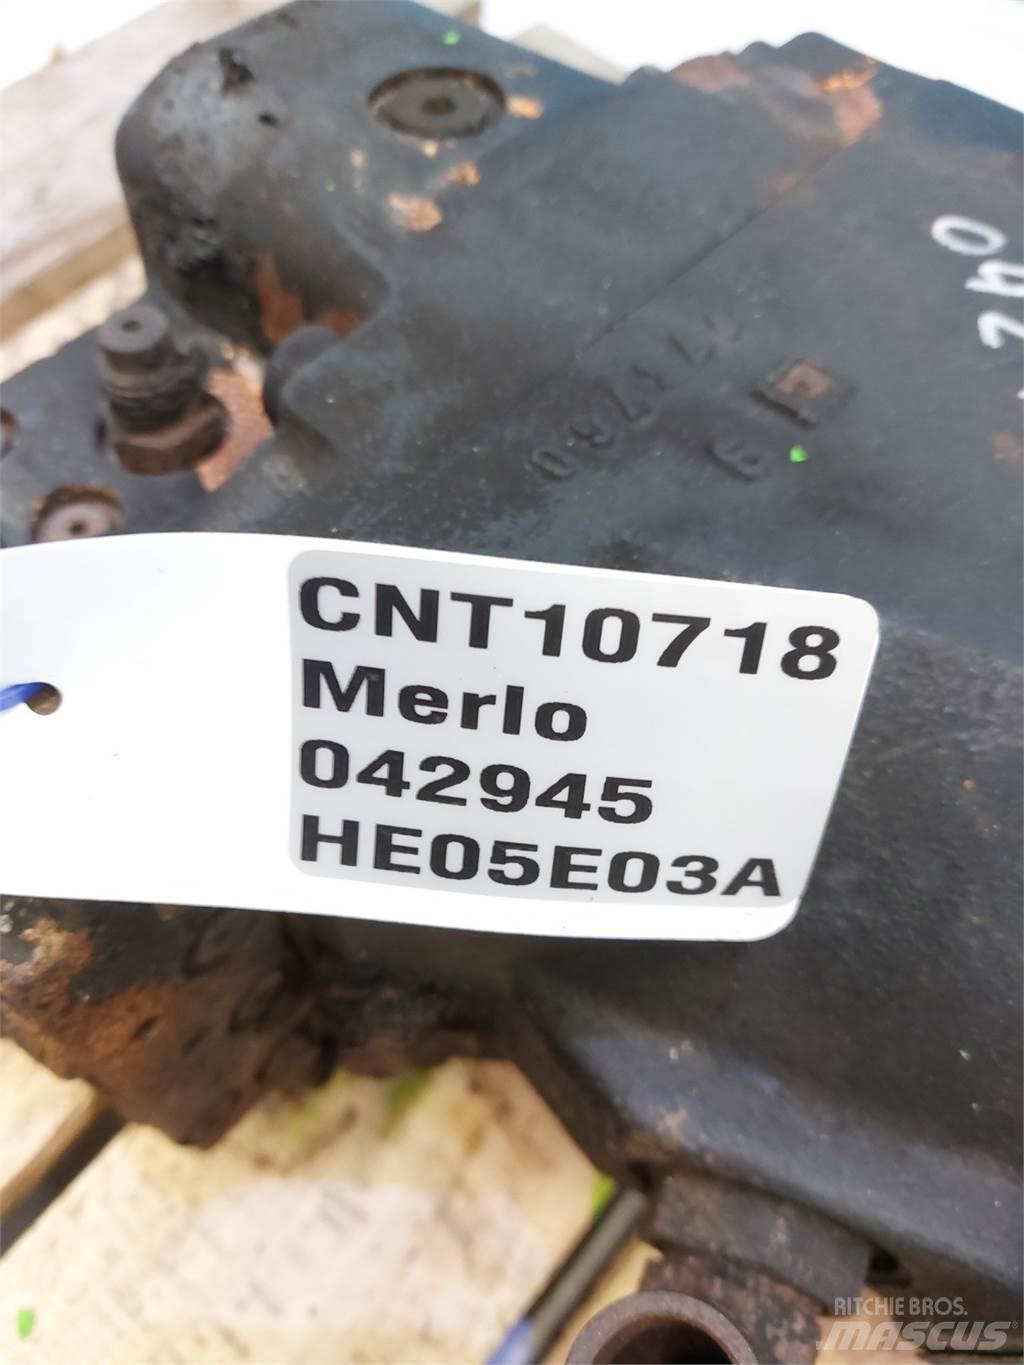 CNT10718
Merlo
042945
HE05E03A
RITCHIE BROS.
MASCUS